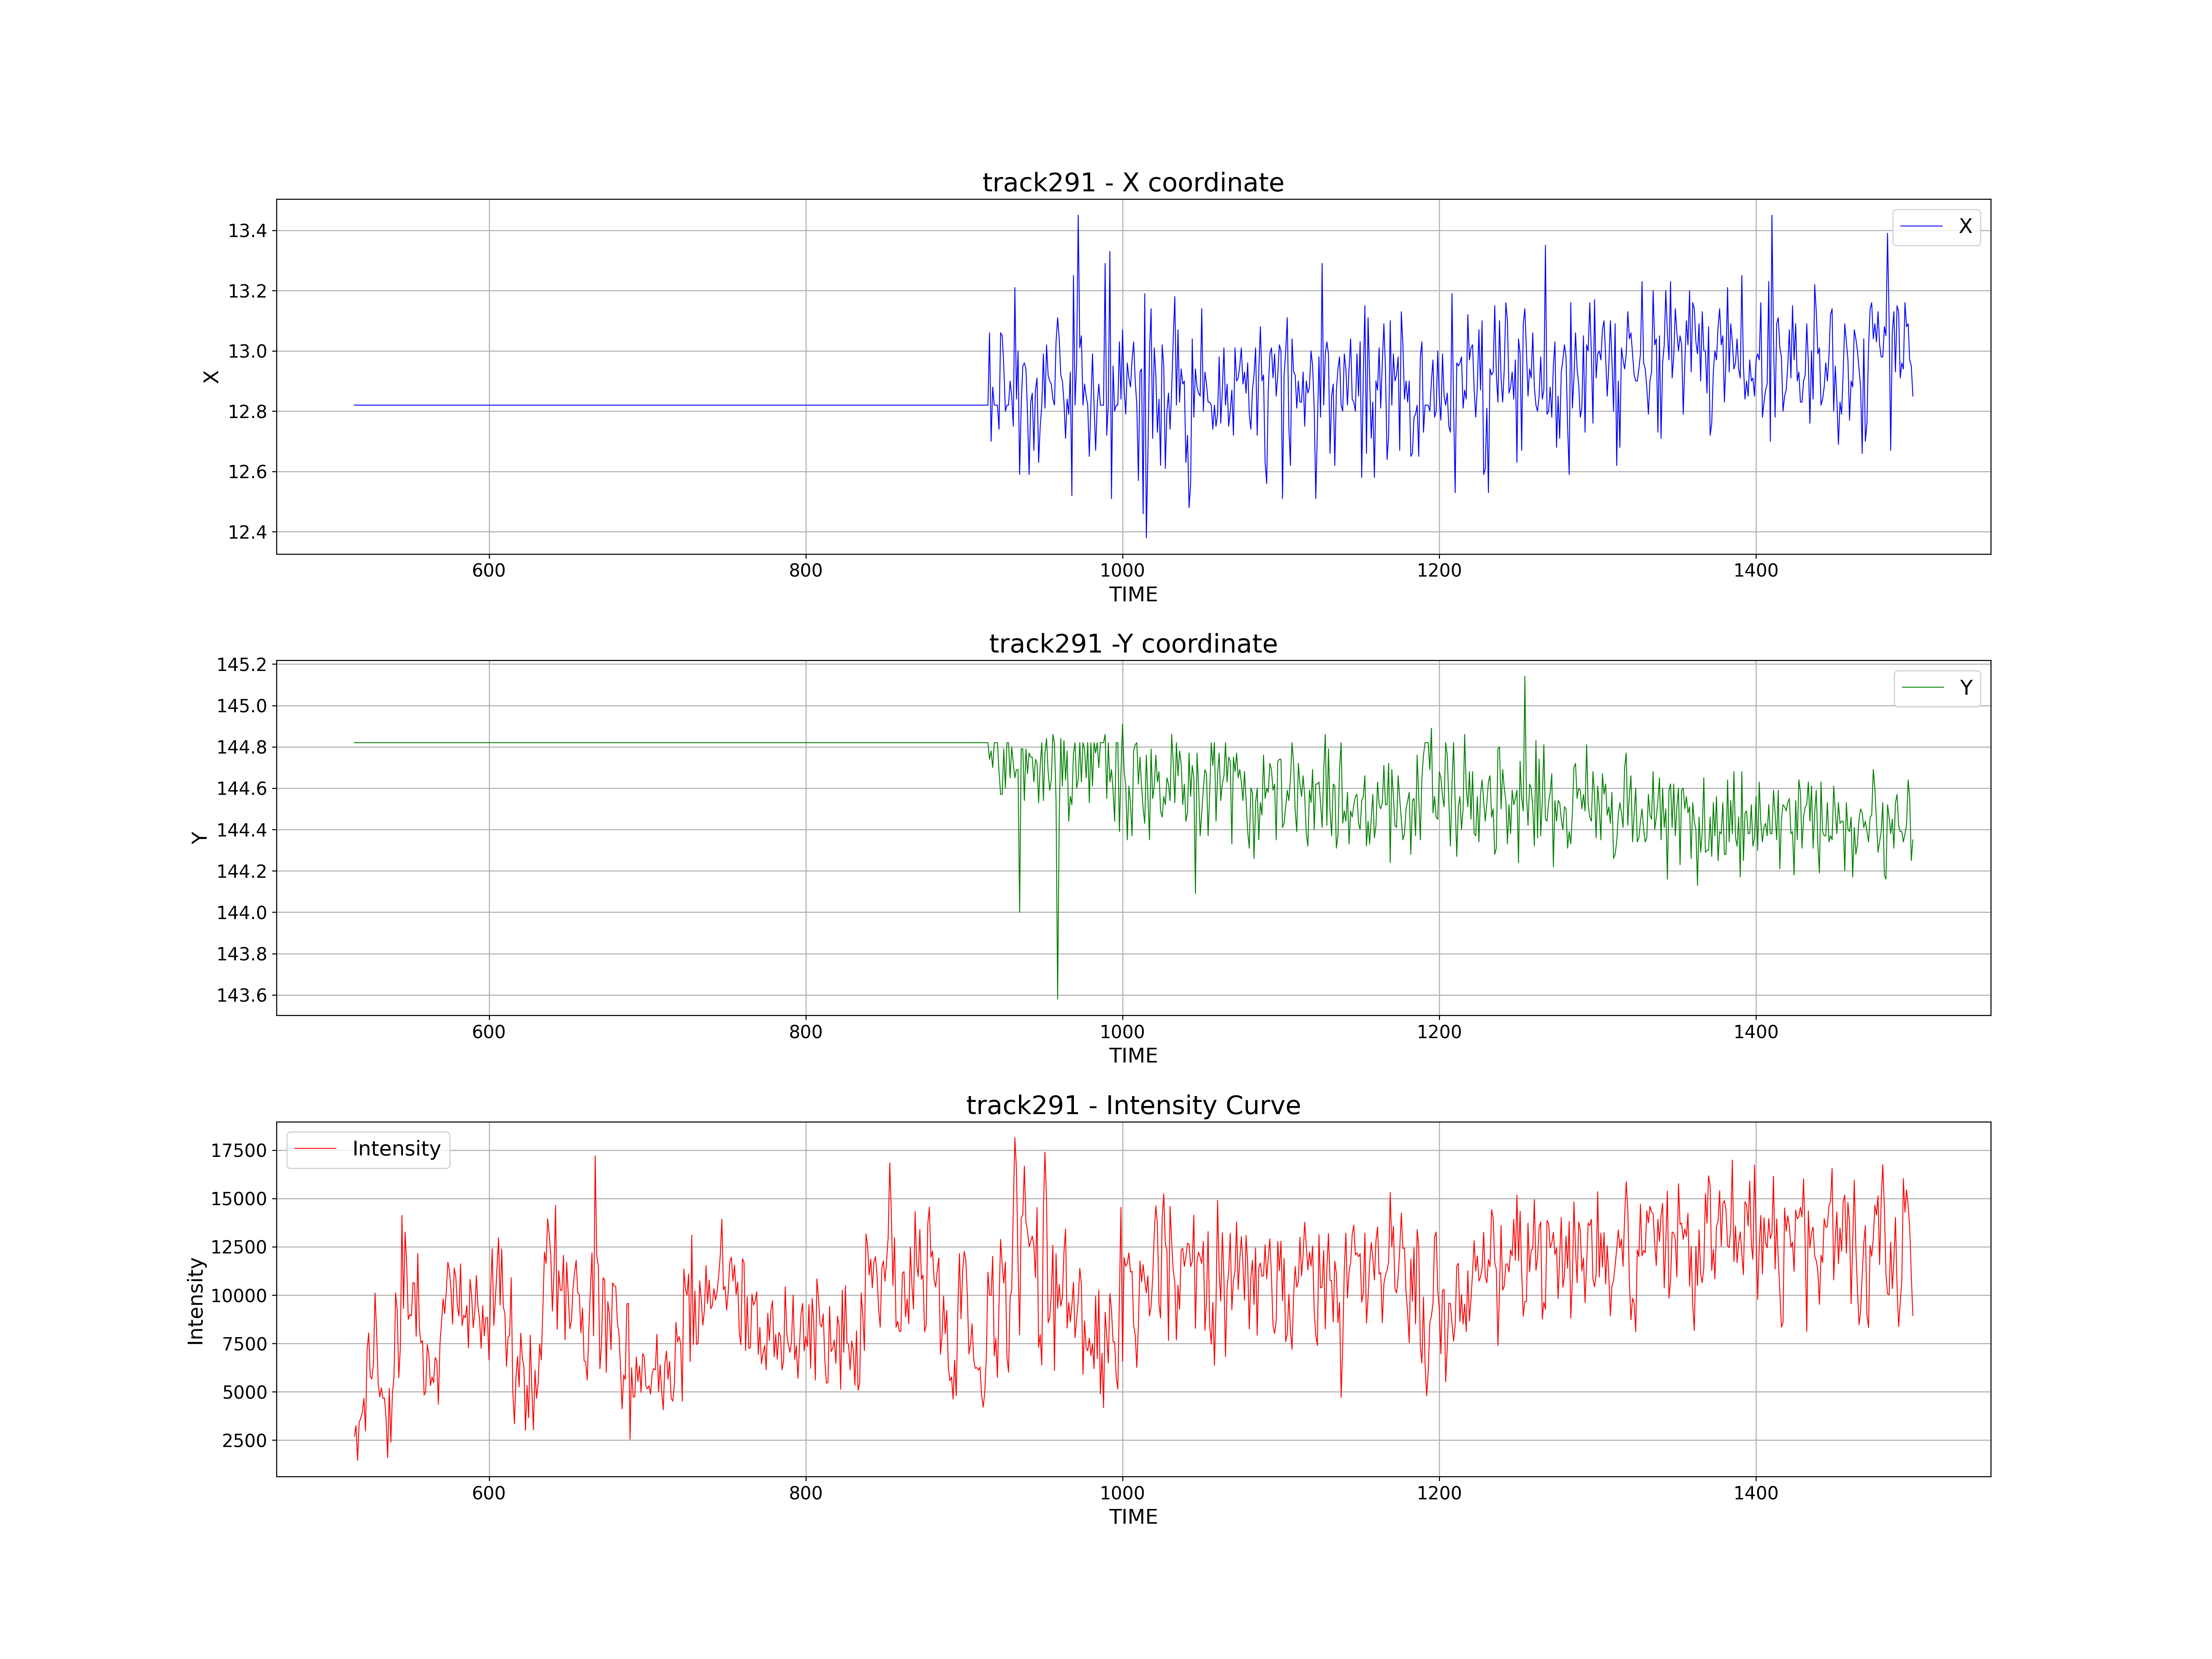 track291 - X coordinate
X
13.4
13.2
13.0
12.8
12.6
12.4
X
600 800 1000 1200 1400
TIME
track291 -Y coordinate
Y
145.2
145.0
144.8
144.6
144.4
144.2
144.0
143.8
143.6
Y
600 800 1000 1200 1400
TIME
track291 - Intensity Curve
Intensity
17500
15000
12500
10000
7500
5000
2500
Intensity
600 800 1000 1200 1400
TIME